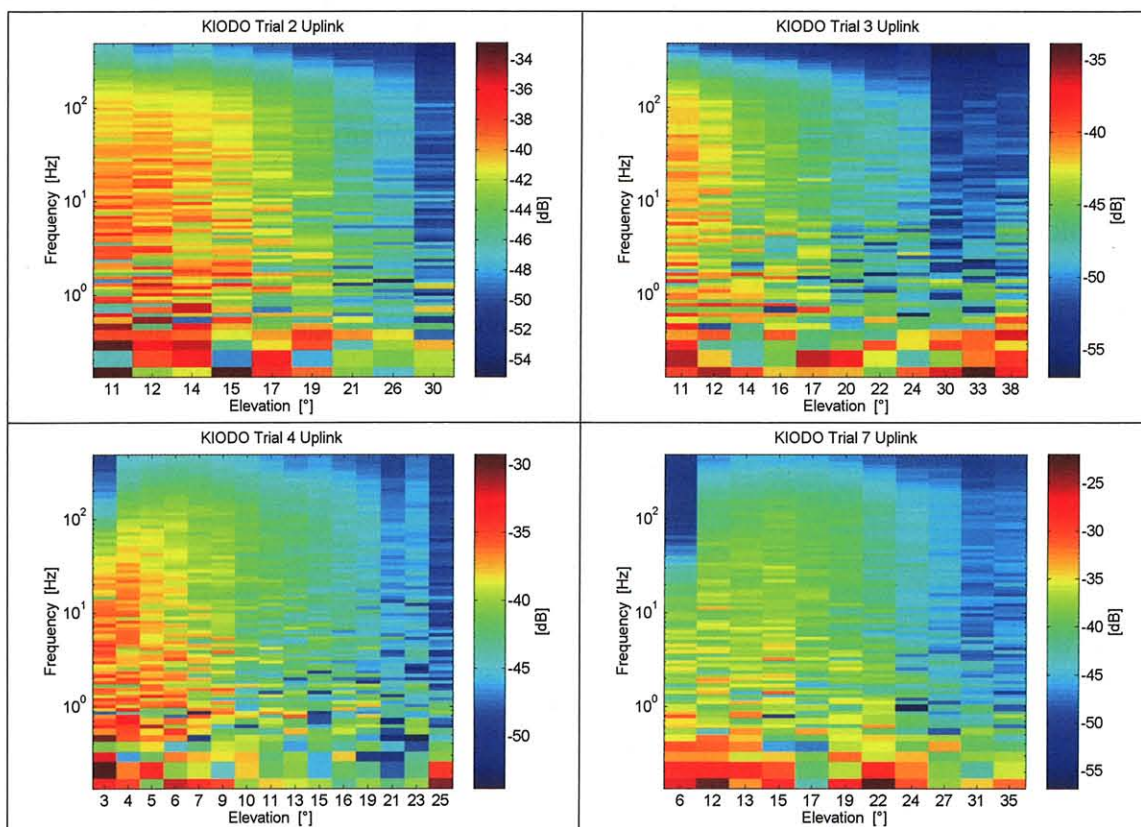 KIODO Trial 2 Uplink
Frequency [Hz]
10²
10¹
10⁰
11 12 14 15 17 19 21 26 30
Elevation [°]
-34
-36
-38
-40
-42
-44
-46
-48
-50
-52
-54
[dB]
KIODO Trial 3 Uplink
Frequency [Hz]
10²
10¹
10⁰
11 12 14 16 17 20 22 24 30 33 38
Elevation [°]
-35
-40
-45
-50
-55
[dB]
KIODO Trial 4 Uplink
Frequency [Hz]
10²
10¹
10⁰
3 4 5 6 7 9 10 11 13 15 16 19 21 23 25
Elevation [°]
-30
-35
-40
-45
-50
[dB]
KIODO Trial 7 Uplink
Frequency [Hz]
10²
10¹
10⁰
6 12 13 15 17 19 22 24 27 31 35
Elevation [°]
-25
-30
-35
-40
-45
-50
-55
[dB]